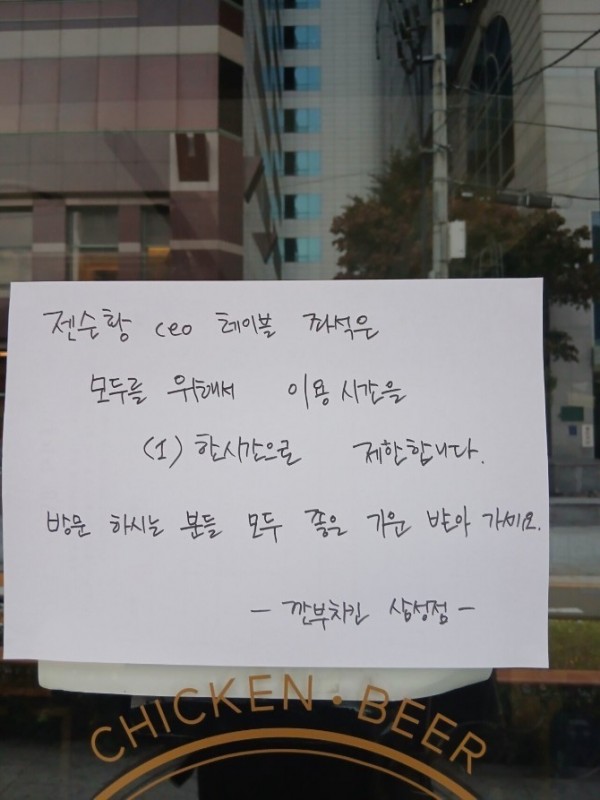 젠슨황 ceo 테이블 좌석은
모두를 위해서 이용 시간을
(1) 한시간으로 제한합니다.
방문 하시는 분들 모두 좋은 기운 받아 가세요.
- 깐부치킨 삼성점 -
CHICKEN · BEER